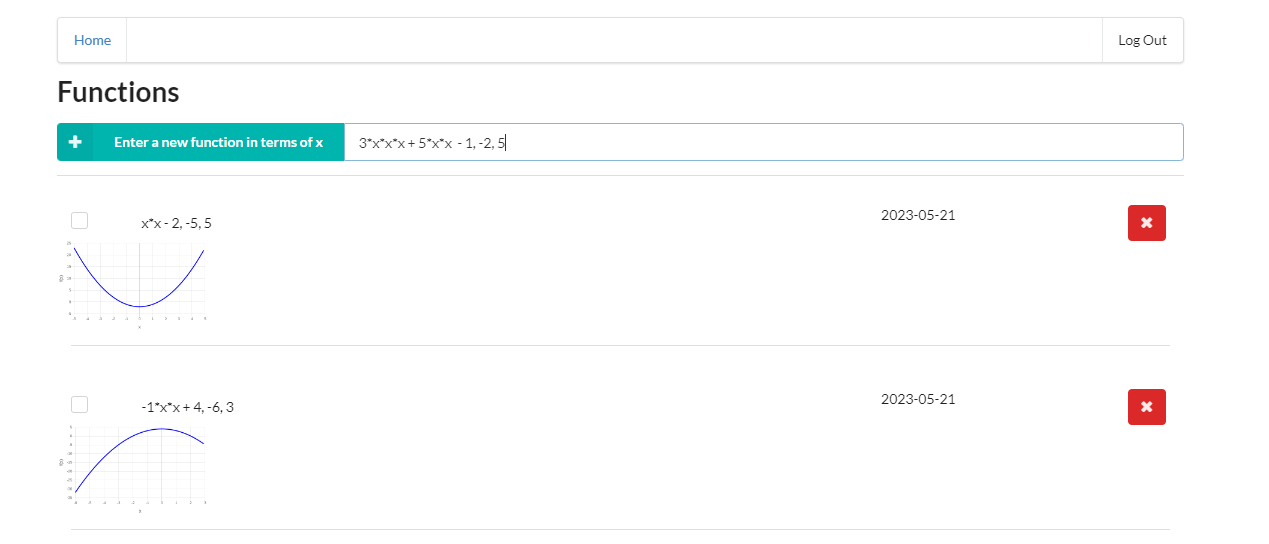 Home Log Out
Functions
Enter a new function in terms of x 3*x*x*x + 5*x*x - 1, -2, 5
x*x - 2, -5, 5 2023-05-21
-1*x*x + 4, -6, 3 2023-05-21